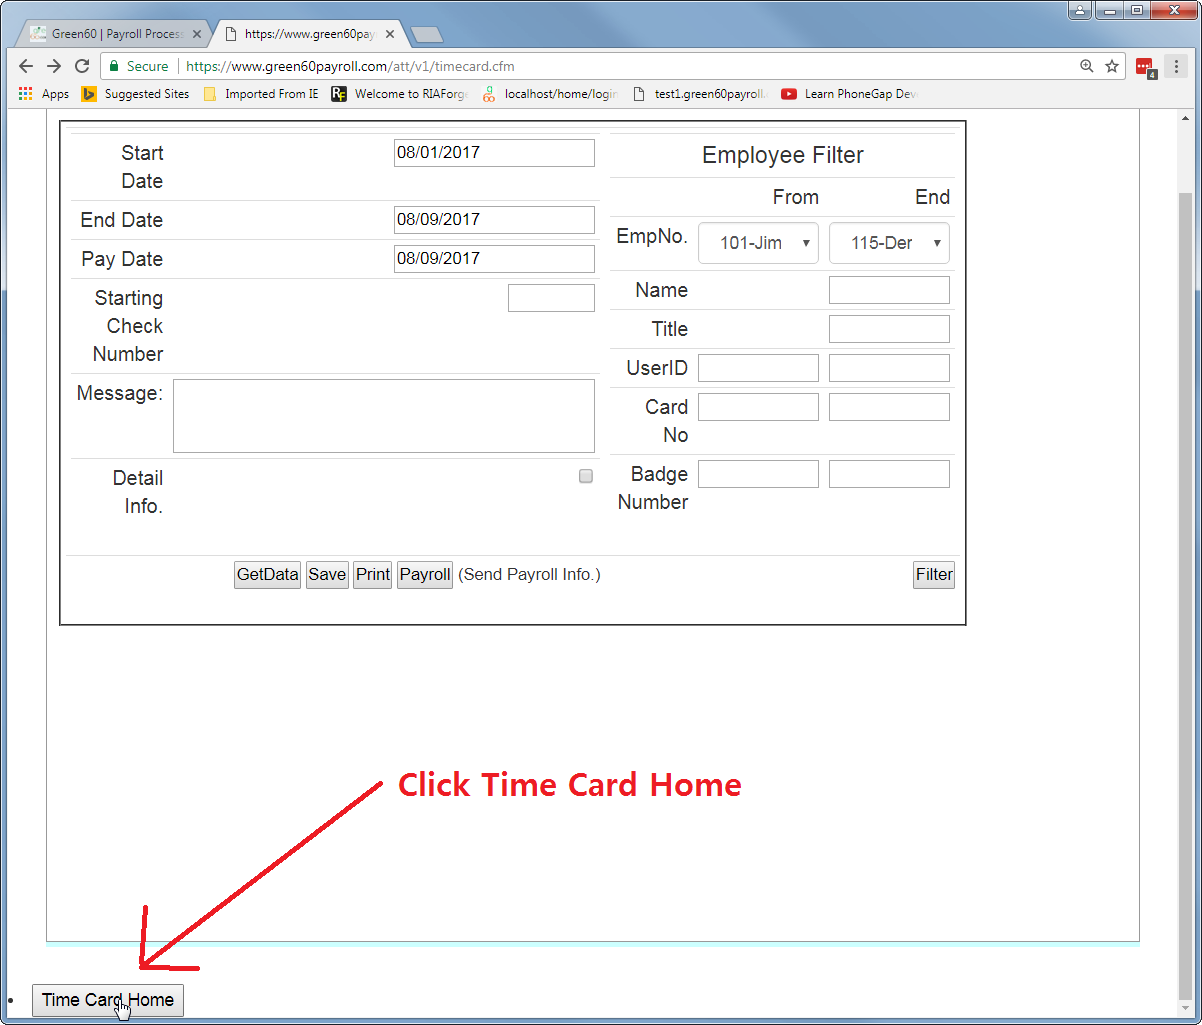 Green60 | Payroll Process
https://www.green60pay
Secure
https://www.green60payroll.com/att/v1/timecard.cfm
4
Apps
Suggested Sites
Imported From IE
RF
Welcome to RIAForge
localhost/home/login
test1.green60payroll.
Learn PhoneGap Dev
Start
Date
08/01/2017
End Date
08/09/2017
Pay Date
08/09/2017
Starting
Check
Number
Message:
Detail
Info.
Employee Filter
From
End
EmpNo.
101-Jim
115-Der
Name
Title
UserID
Card
No
Badge
Number
GetData
Save
Print
Payroll
(Send Payroll Info.)
Filter
Click Time Card Home
Time Card Home